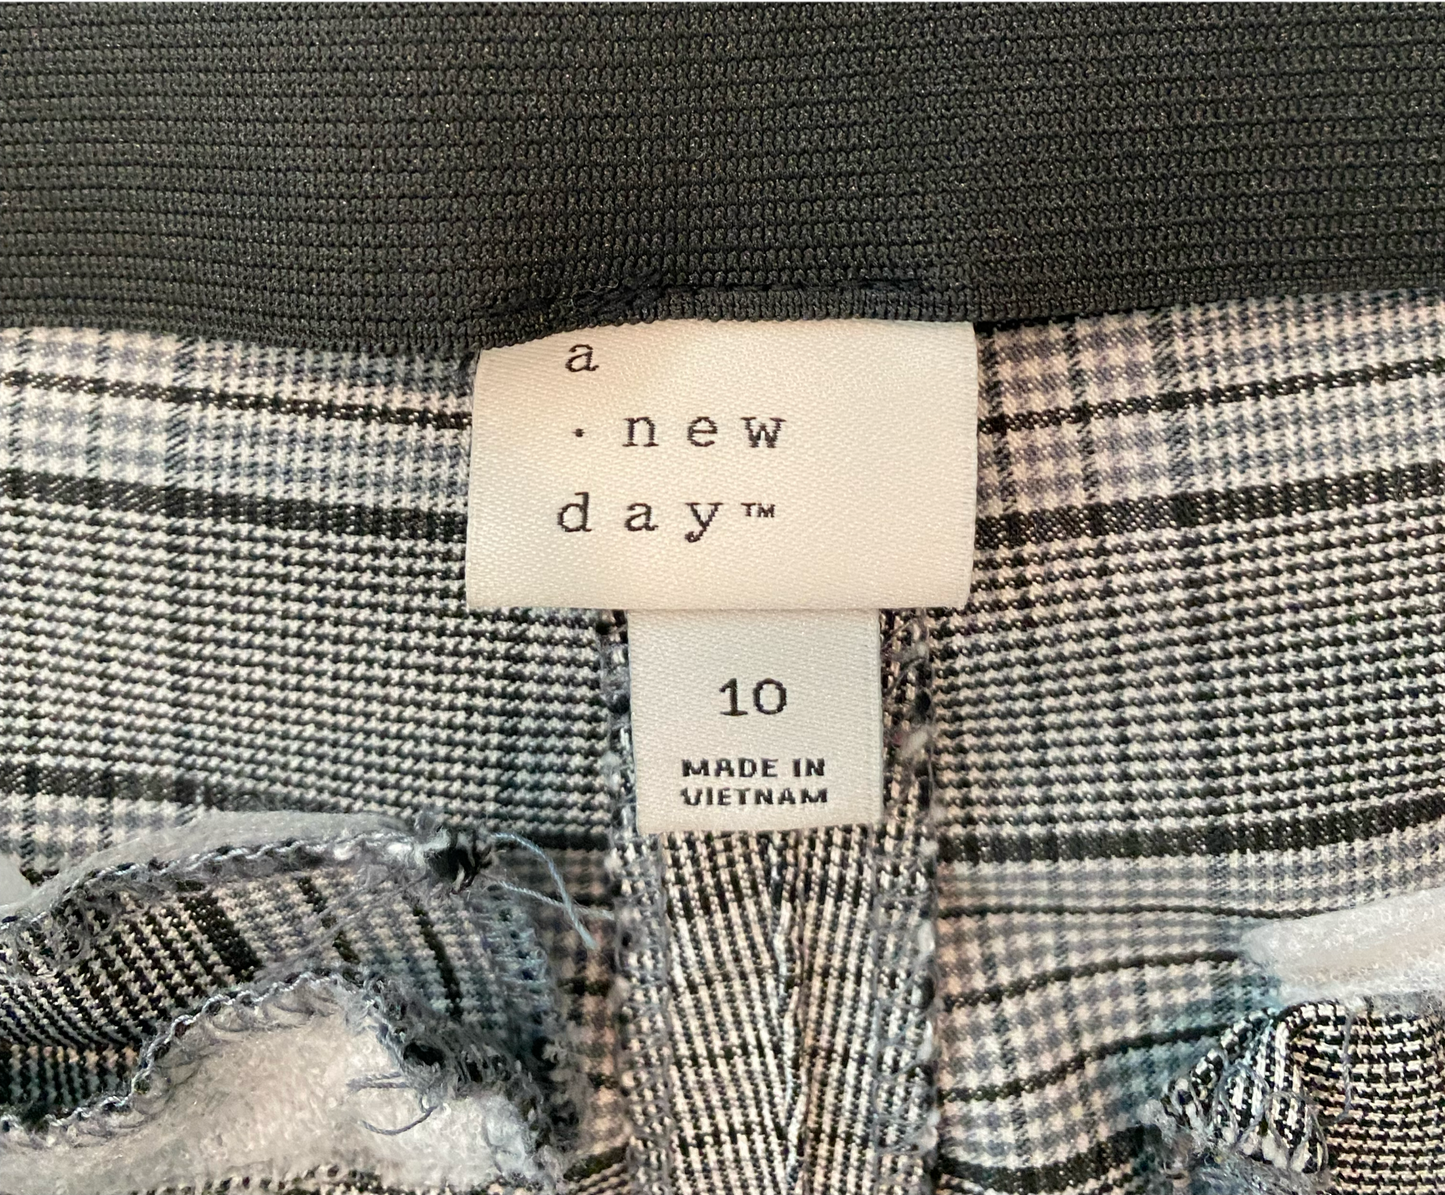 a
· new
day™
10
MADE IN
VIETNAM